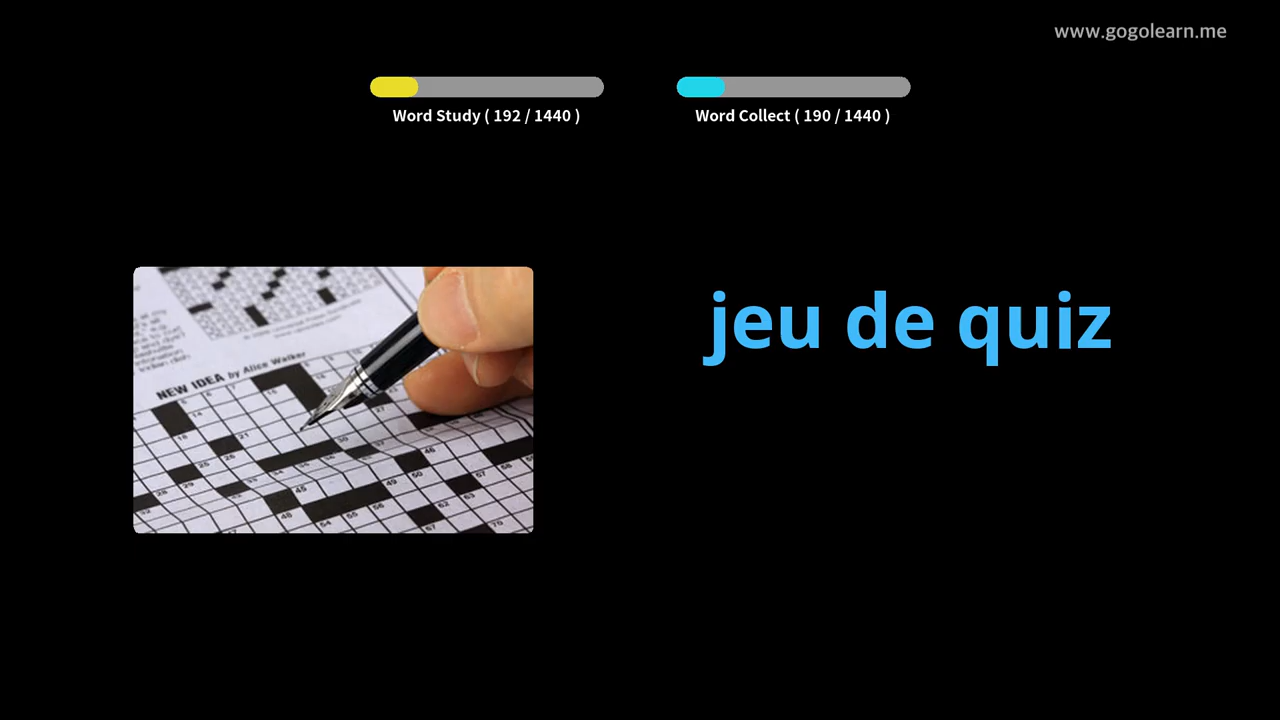 www.gogolearn.me
Word Study ( 192 / 1440 )
Word Collect ( 190 / 1440 )
jeu de quiz
NEW IDEA by Alice Walker